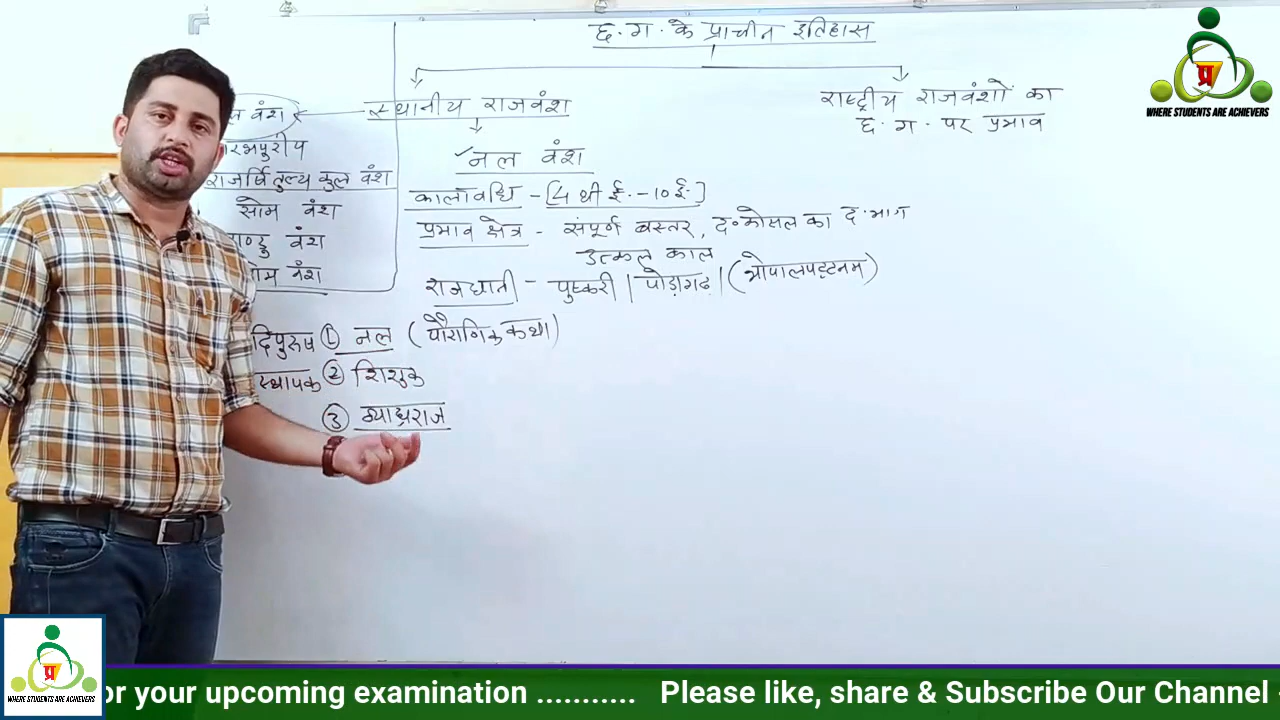 छ.ग. के प्राचीन इतिहास
स्थानीय राजवंश
राष्ट्रीय राजवंशों का
छ.ग. पर प्रभाव
वंश
राजर्षि तुल्य कुल वंश
सोम वंश
वंश
वंश
✓नल वंश
कालावधि - [4 थी ई. - 10 ई.]
प्रभाव क्षेत्र - संपूर्ण बस्तर, द. कोसल का द. भाग
उत्कल काल
राजधानी - पुष्करी | पोड़ागढ़ | (भोपालपट्टनम)
① नल (पौराणिक कथा)
② शिशुक
③ व्याघ्रराज
प्र
WHERE STUDENTS ARE ACHIEVERS
प्र
WHERE STUDENTS ARE ACHIEVERS
or your upcoming examination ........... Please like, share & Subscribe Our Channel